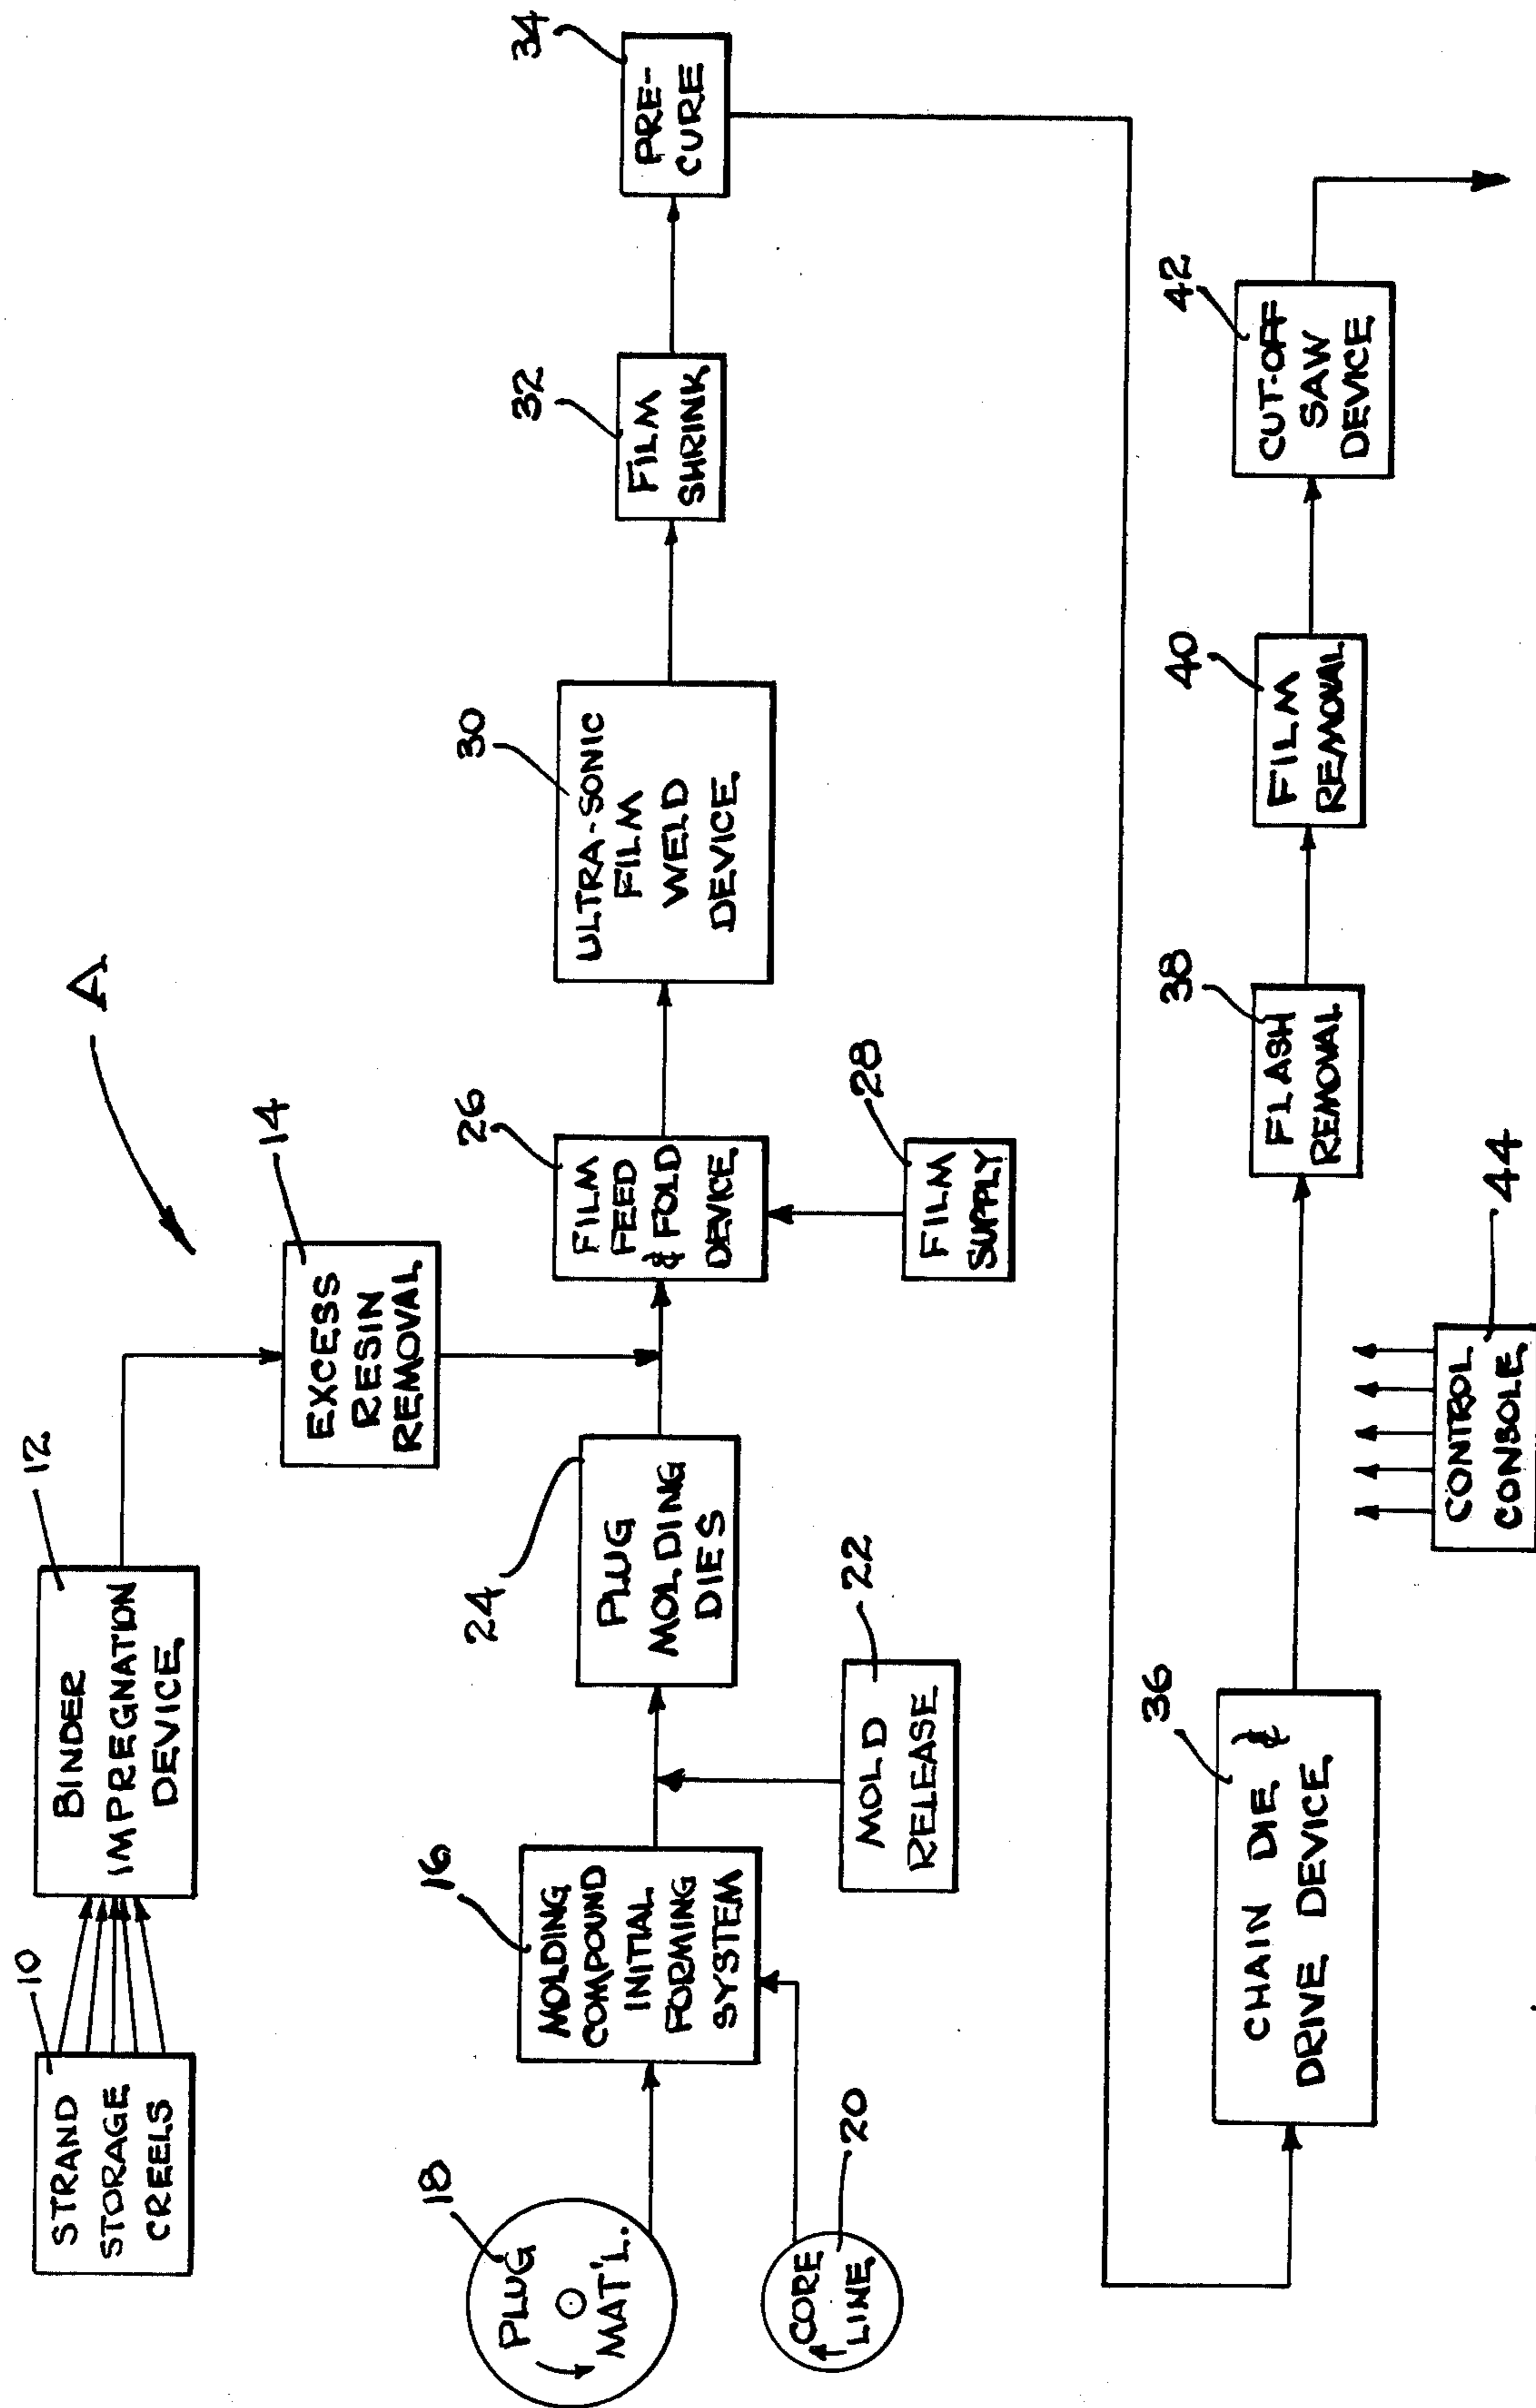 A
10
STRAND
STORAGE
CREELS
12
BINDER
IMPREGNATION
DEVICE
14
EXCESS
RESIN
REMOVAL
18
PLUG
MAT'L.
20
CORE
LINE
16
MOLDING
COMPOUND
INITIAL
FORMING
SYSTEM
22
MOLD
RELEASE
24
PLUG
MOLDING
DIES
26
FILM
FEED
& FOLD
DEVICE
28
FILM
SUPPLY
30
ULTRA-SONIC
FILM
WELD
DEVICE
32
FILM
SHRINK
34
PRE-
CURE
36
CHAIN DIE &
DRIVE DEVICE
38
FLASH
REMOVAL
40
FILM
REMOVAL
42
CUT-OFF
SAW
DEVICE
44
CONTROL
CONSOLE